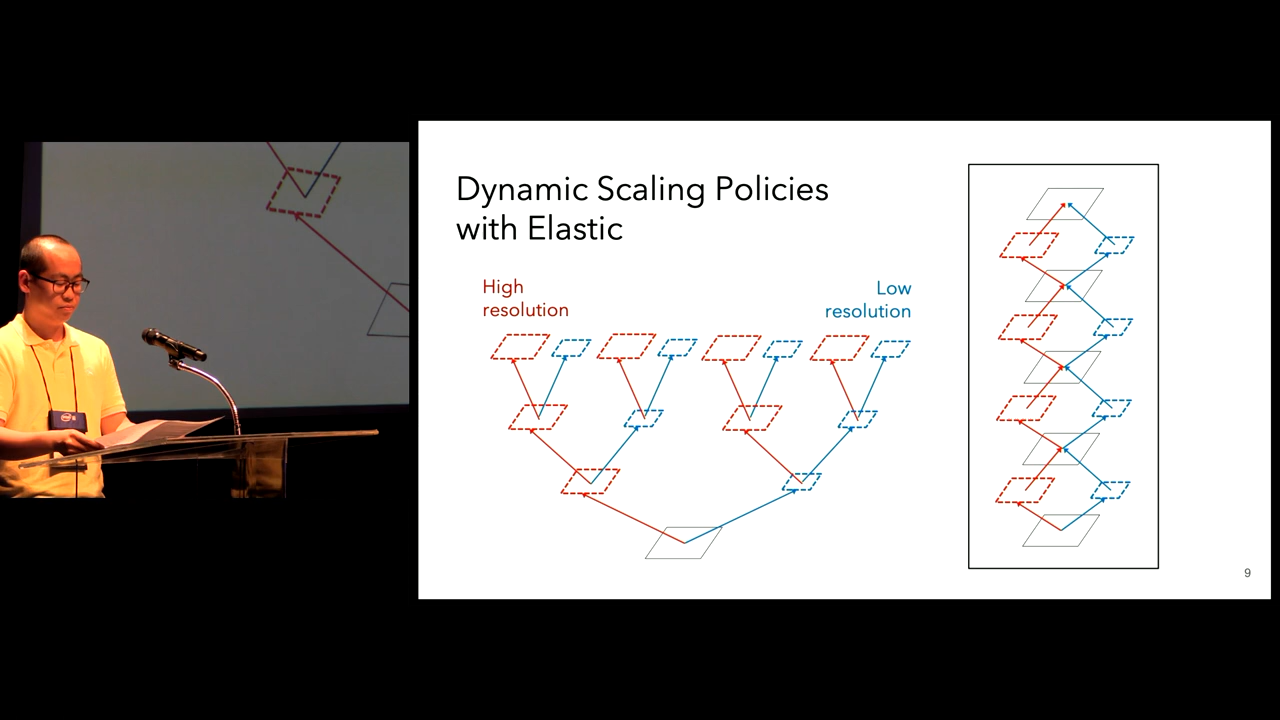 Dynamic Scaling Policies
with Elastic
High
resolution
Low
resolution
9